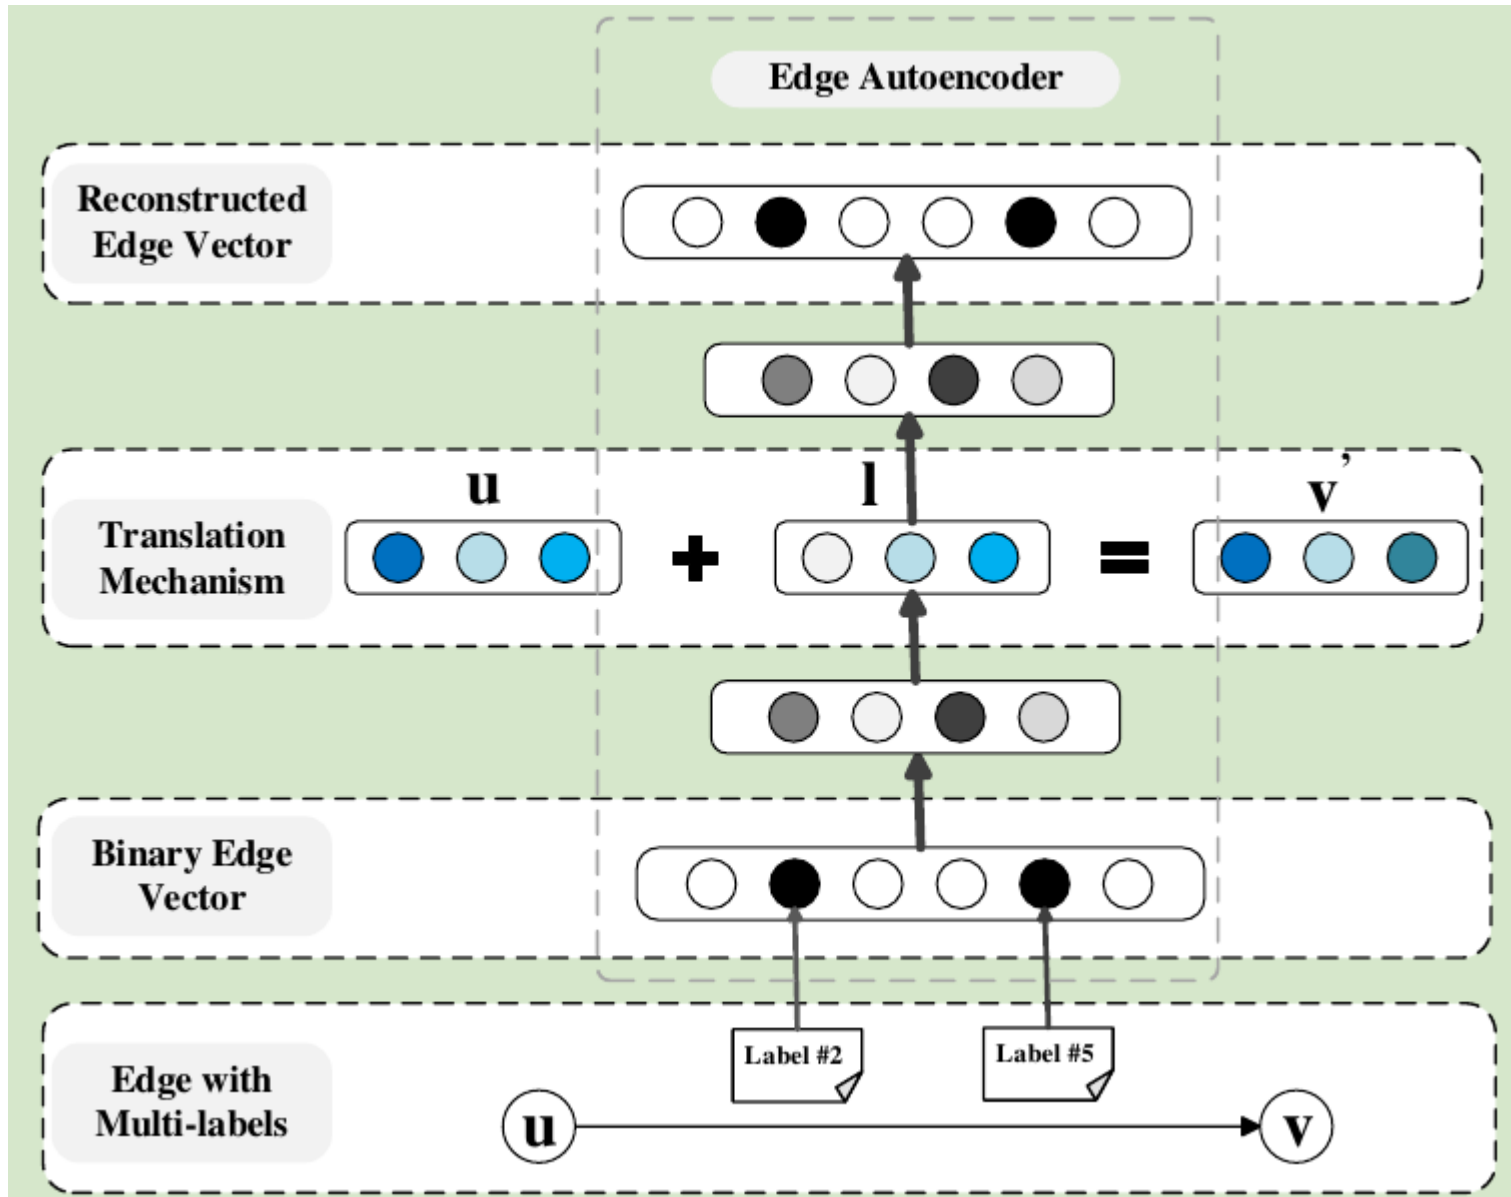 Edge Autoencoder
Reconstructed
Edge Vector
u
+
l
=
v’
Translation
Mechanism
Binary Edge
Vector
Label #2
Label #5
Edge with
Multi-labels
u
v